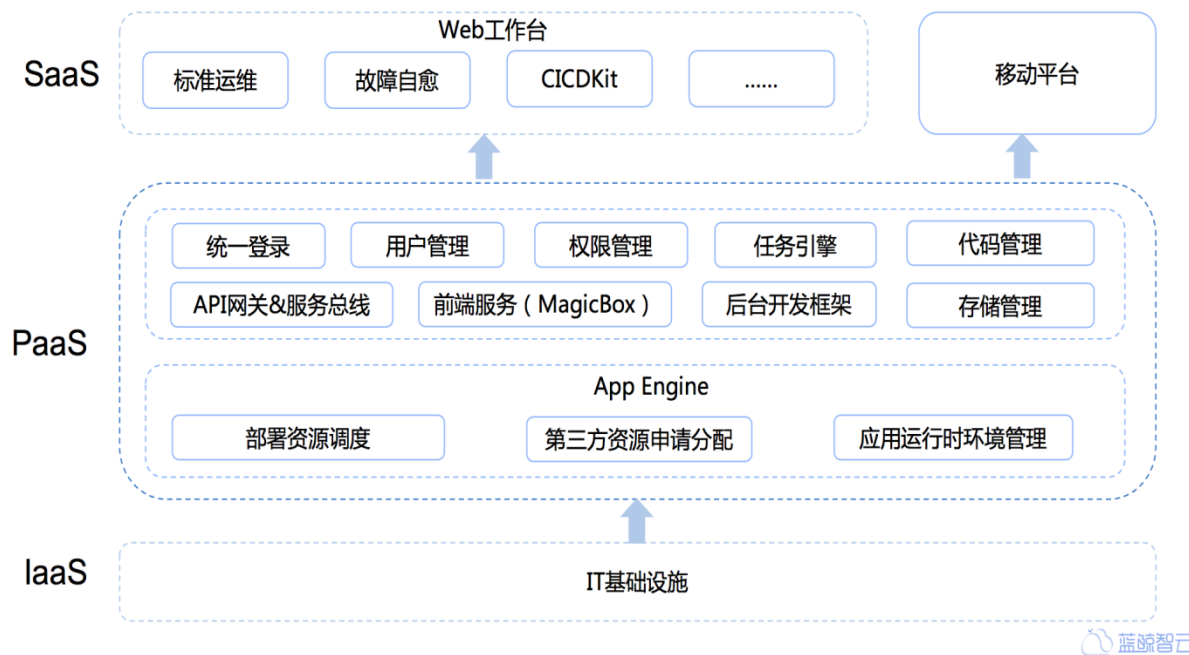 Web工作台
SaaS
标准运维
故障自愈
CICDKit
......
移动平台
PaaS
统一登录
用户管理
权限管理
任务引擎
代码管理
API网关&服务总线
前端服务（MagicBox）
后台开发框架
存储管理
App Engine
部署资源调度
第三方资源申请分配
应用运行时环境管理
IaaS
IT基础设施
蓝鲸智云